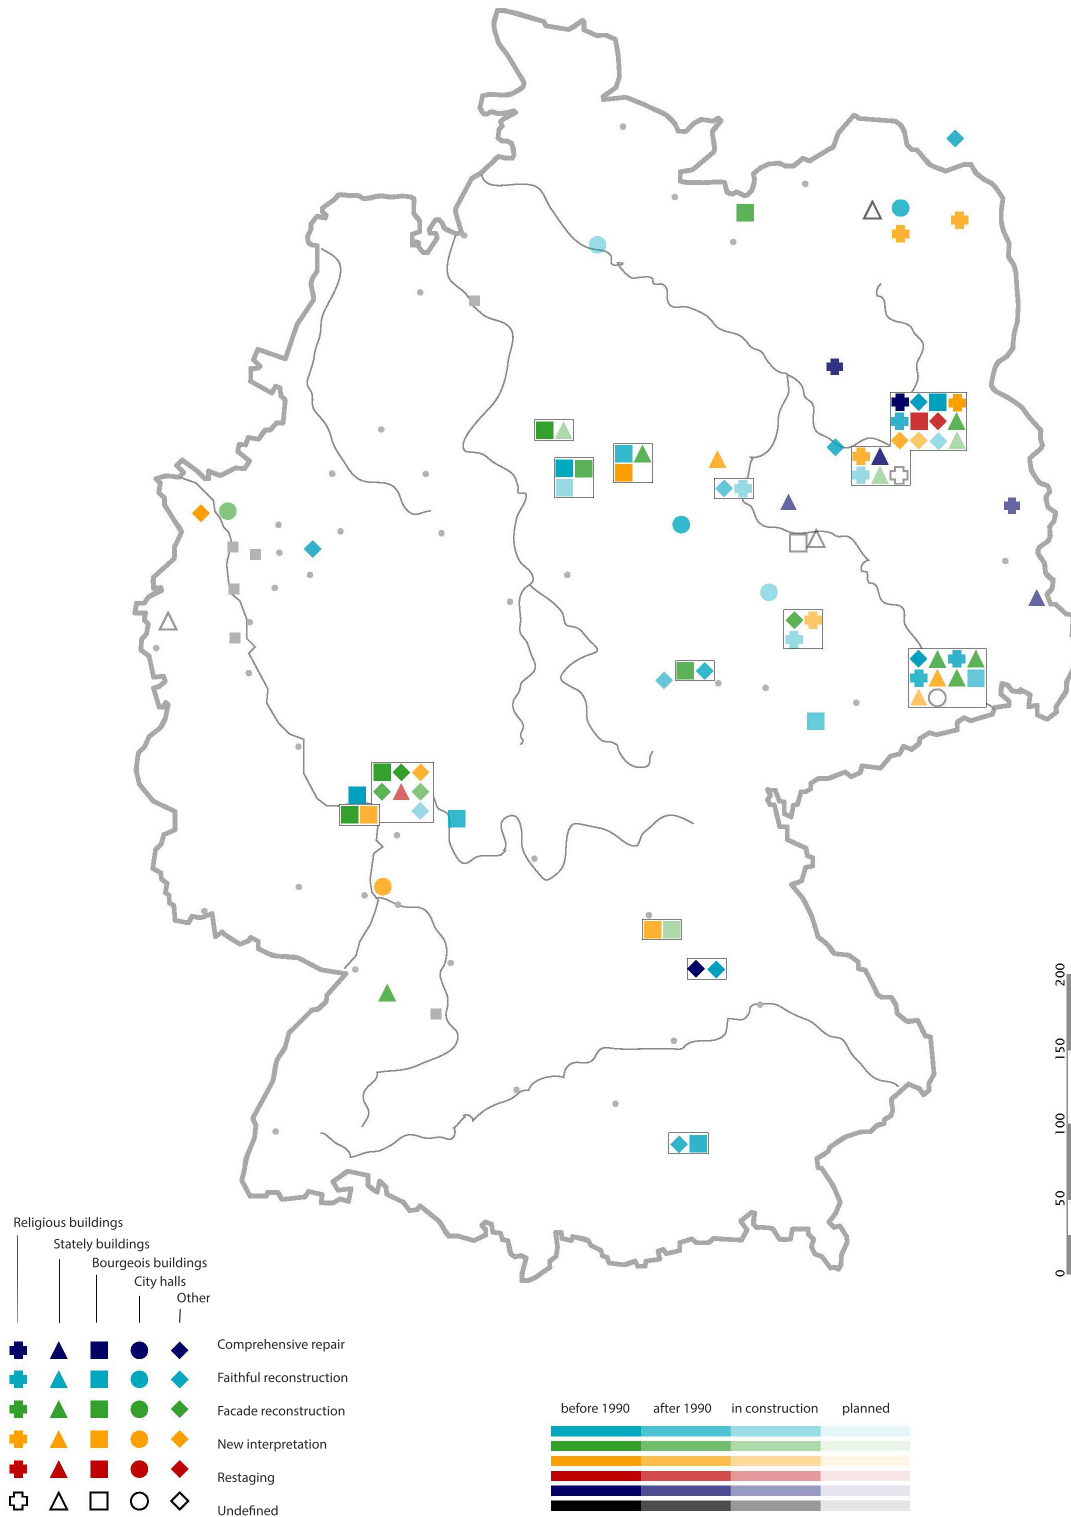 200
150
100
50
0
Religious buildings
Stately buildings
Bourgeois buildings
City halls
Other
Comprehensive repair
Faithful reconstruction
Facade reconstruction
New interpretation
Restaging
Undefined
before 1990 after 1990 in construction planned